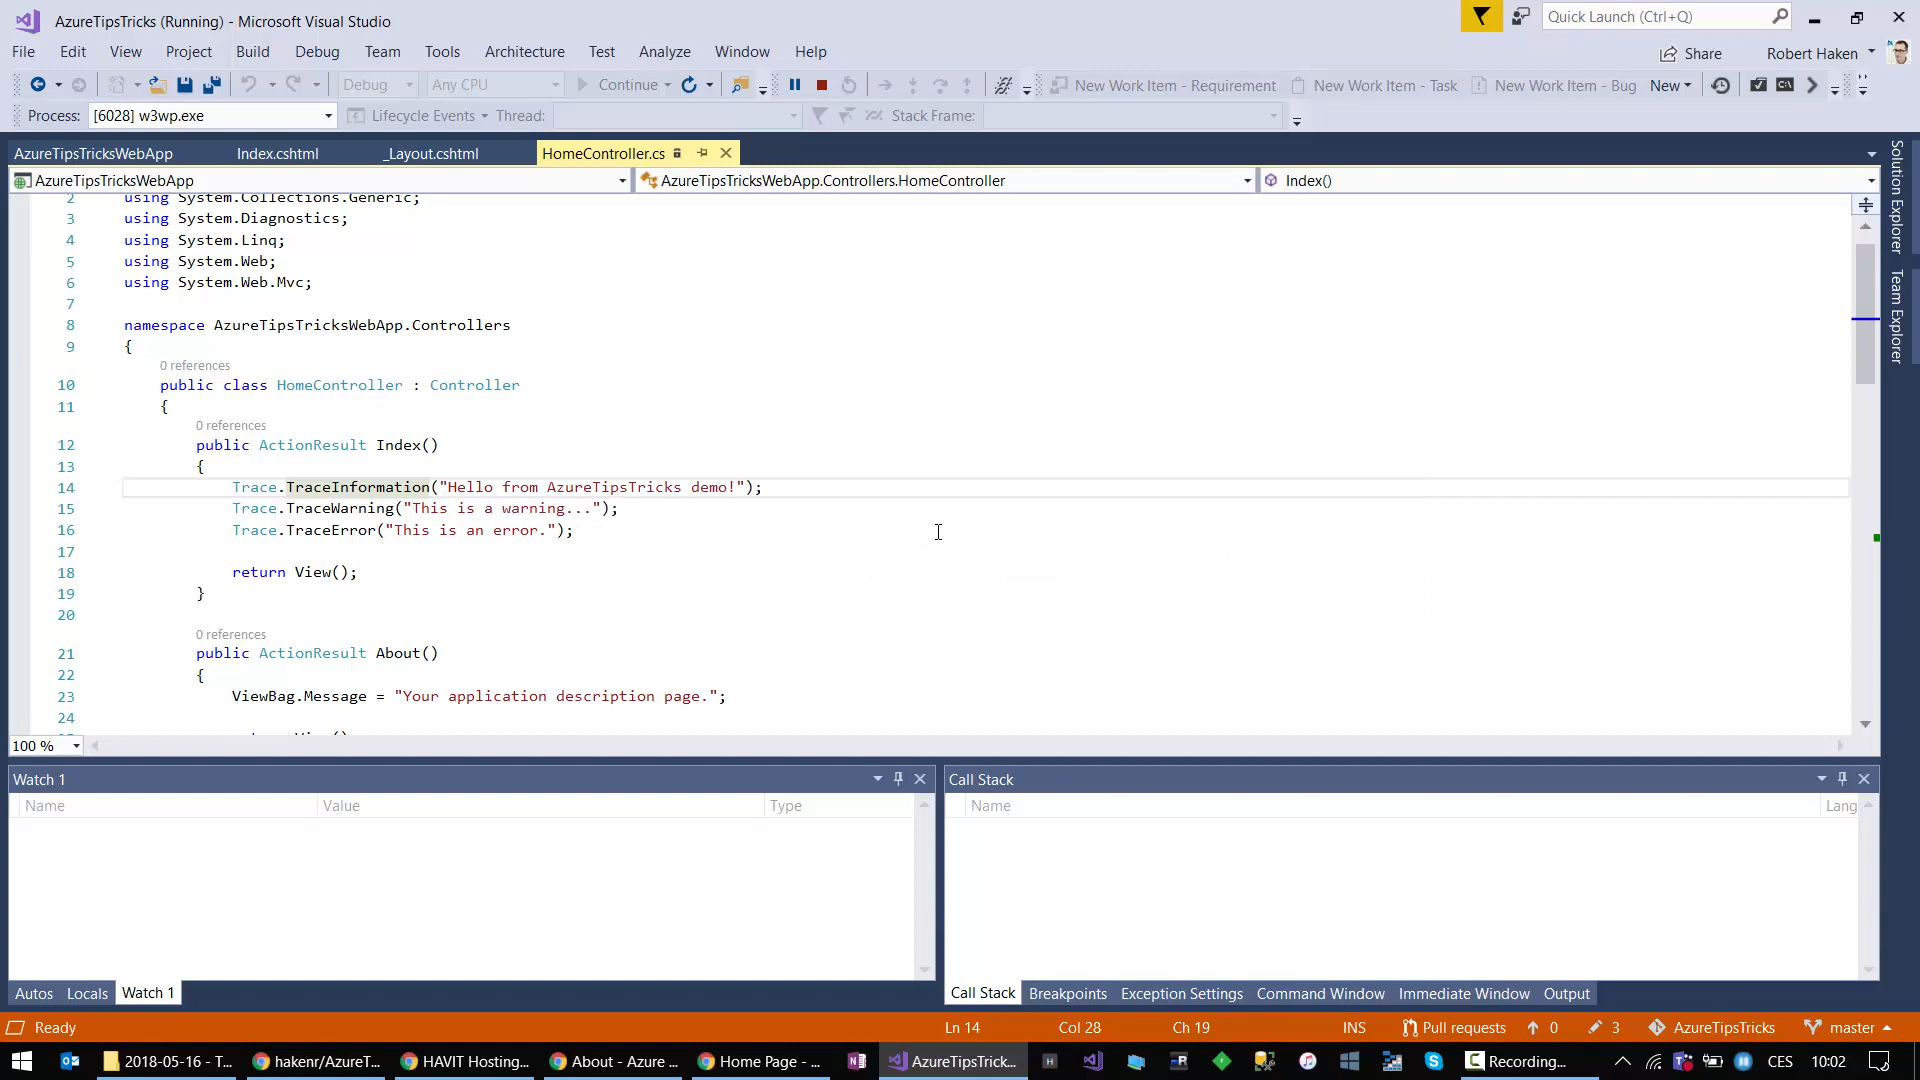 AzureTipsTricks (Running) - Microsoft Visual Studio
Quick Launch (Ctrl+Q)
File Edit View Project Build Debug Team Tools Architecture Test Analyze Window Help
Share Robert Haken
Debug Any CPU Continue New Work Item - Requirement New Work Item - Task New Work Item - Bug New
Process: [6028] w3wp.exe Lifecycle Events Thread: Stack Frame:
AzureTipsTricksWebApp Index.cshtml _Layout.cshtml HomeController.cs
AzureTipsTricksWebApp AzureTipsTricksWebApp.Controllers.HomeController Index()
2 using System.Collections.Generic;
3 using System.Diagnostics;
4 using System.Linq;
5 using System.Web;
6 using System.Web.Mvc;
7
8 namespace AzureTipsTricksWebApp.Controllers
9 {
0 references
10 public class HomeController : Controller
11 {
0 references
12 public ActionResult Index()
13 {
14 Trace.TraceInformation("Hello from AzureTipsTricks demo!");
15 Trace.TraceWarning("This is a warning...");
16 Trace.TraceError("This is an error.");
17
18 return View();
19 }
20
0 references
21 public ActionResult About()
22 {
23 ViewBag.Message = "Your application description page.";
24
Solution Explorer
Team Explorer
100 %
Watch 1
Name Value Type
Autos Locals Watch 1
Call Stack
Name Lang
Call Stack Breakpoints Exception Settings Command Window Immediate Window Output
Ready Ln 14 Col 28 Ch 19 INS Pull requests 0 3 AzureTipsTricks master
2018-05-16 - T... hakenr/AzureT... HAVIT Hosting... About - Azure ... Home Page - ... AzureTipsTrick... Recording... CES 10:02